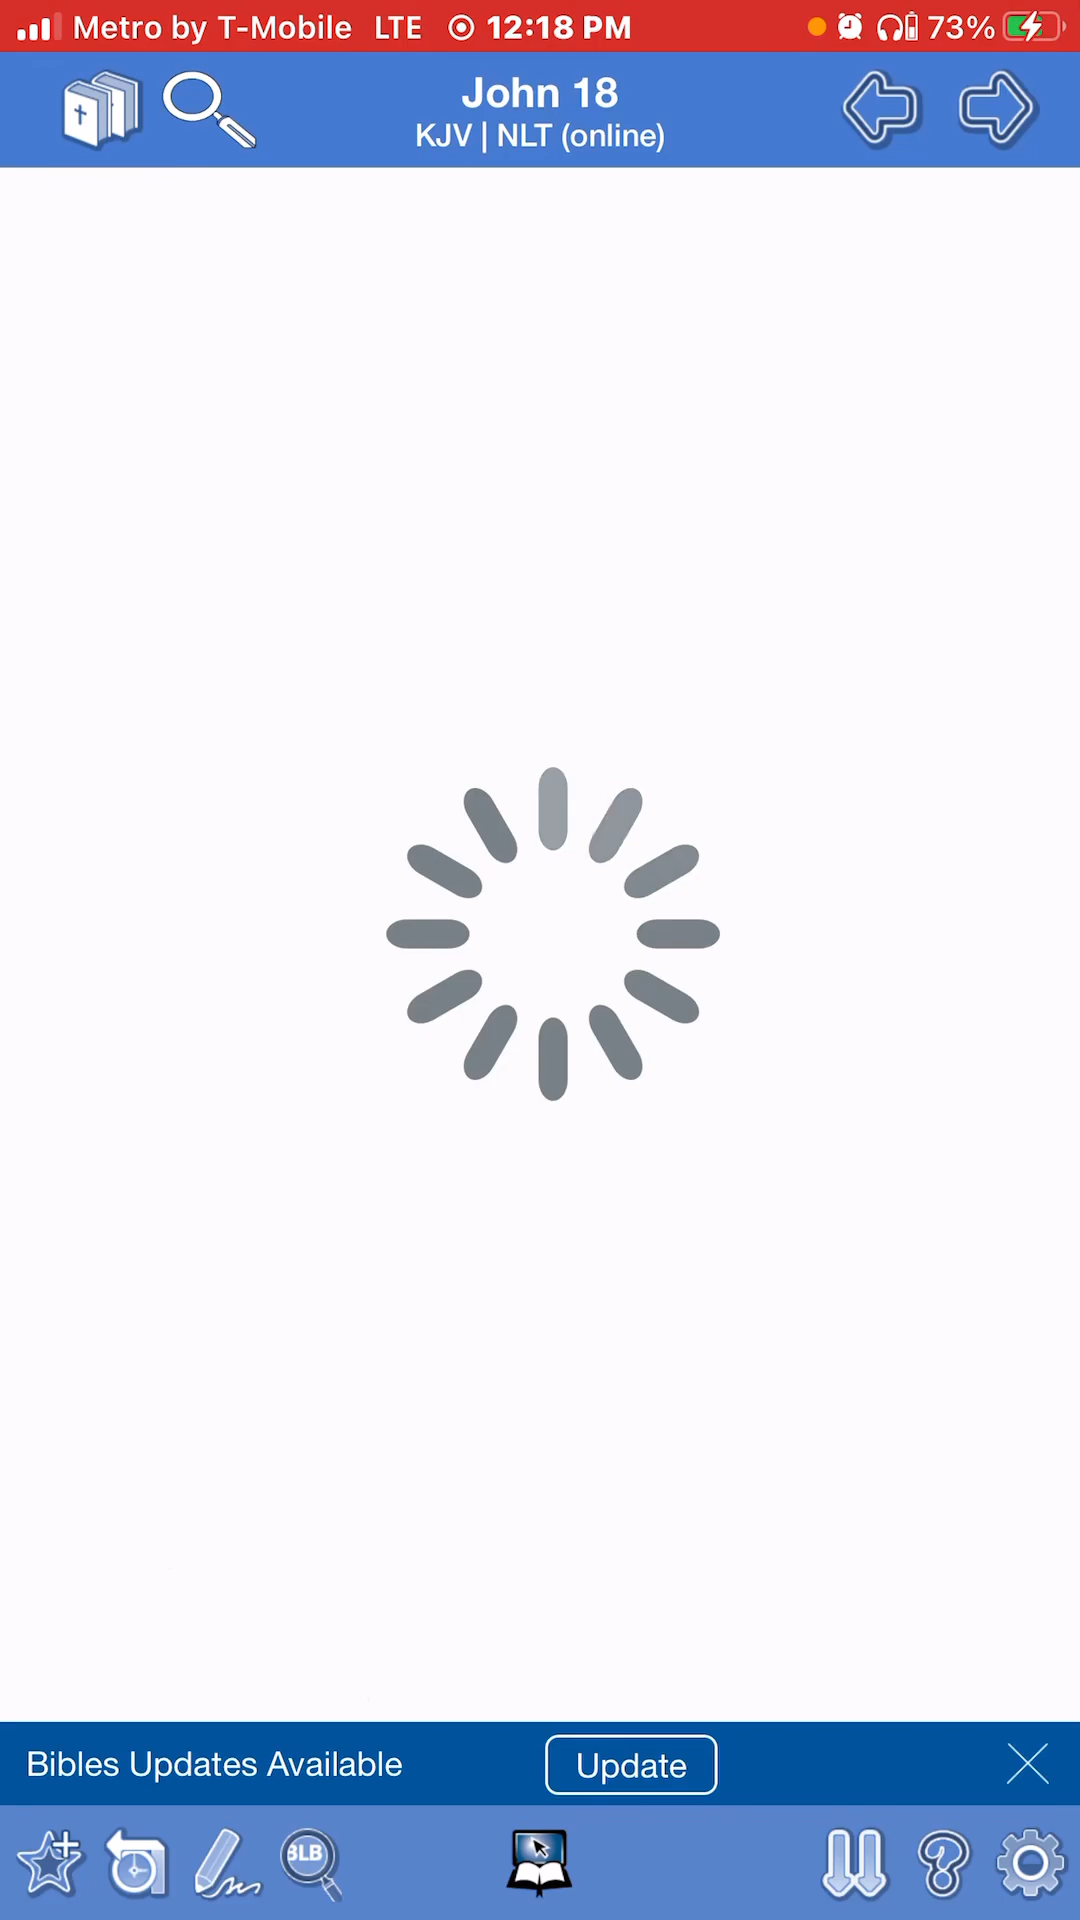 Metro by T-Mobile LTE 12:18 PM 73%
John 18
KJV | NLT (online)
Bibles Updates Available Update
BLB